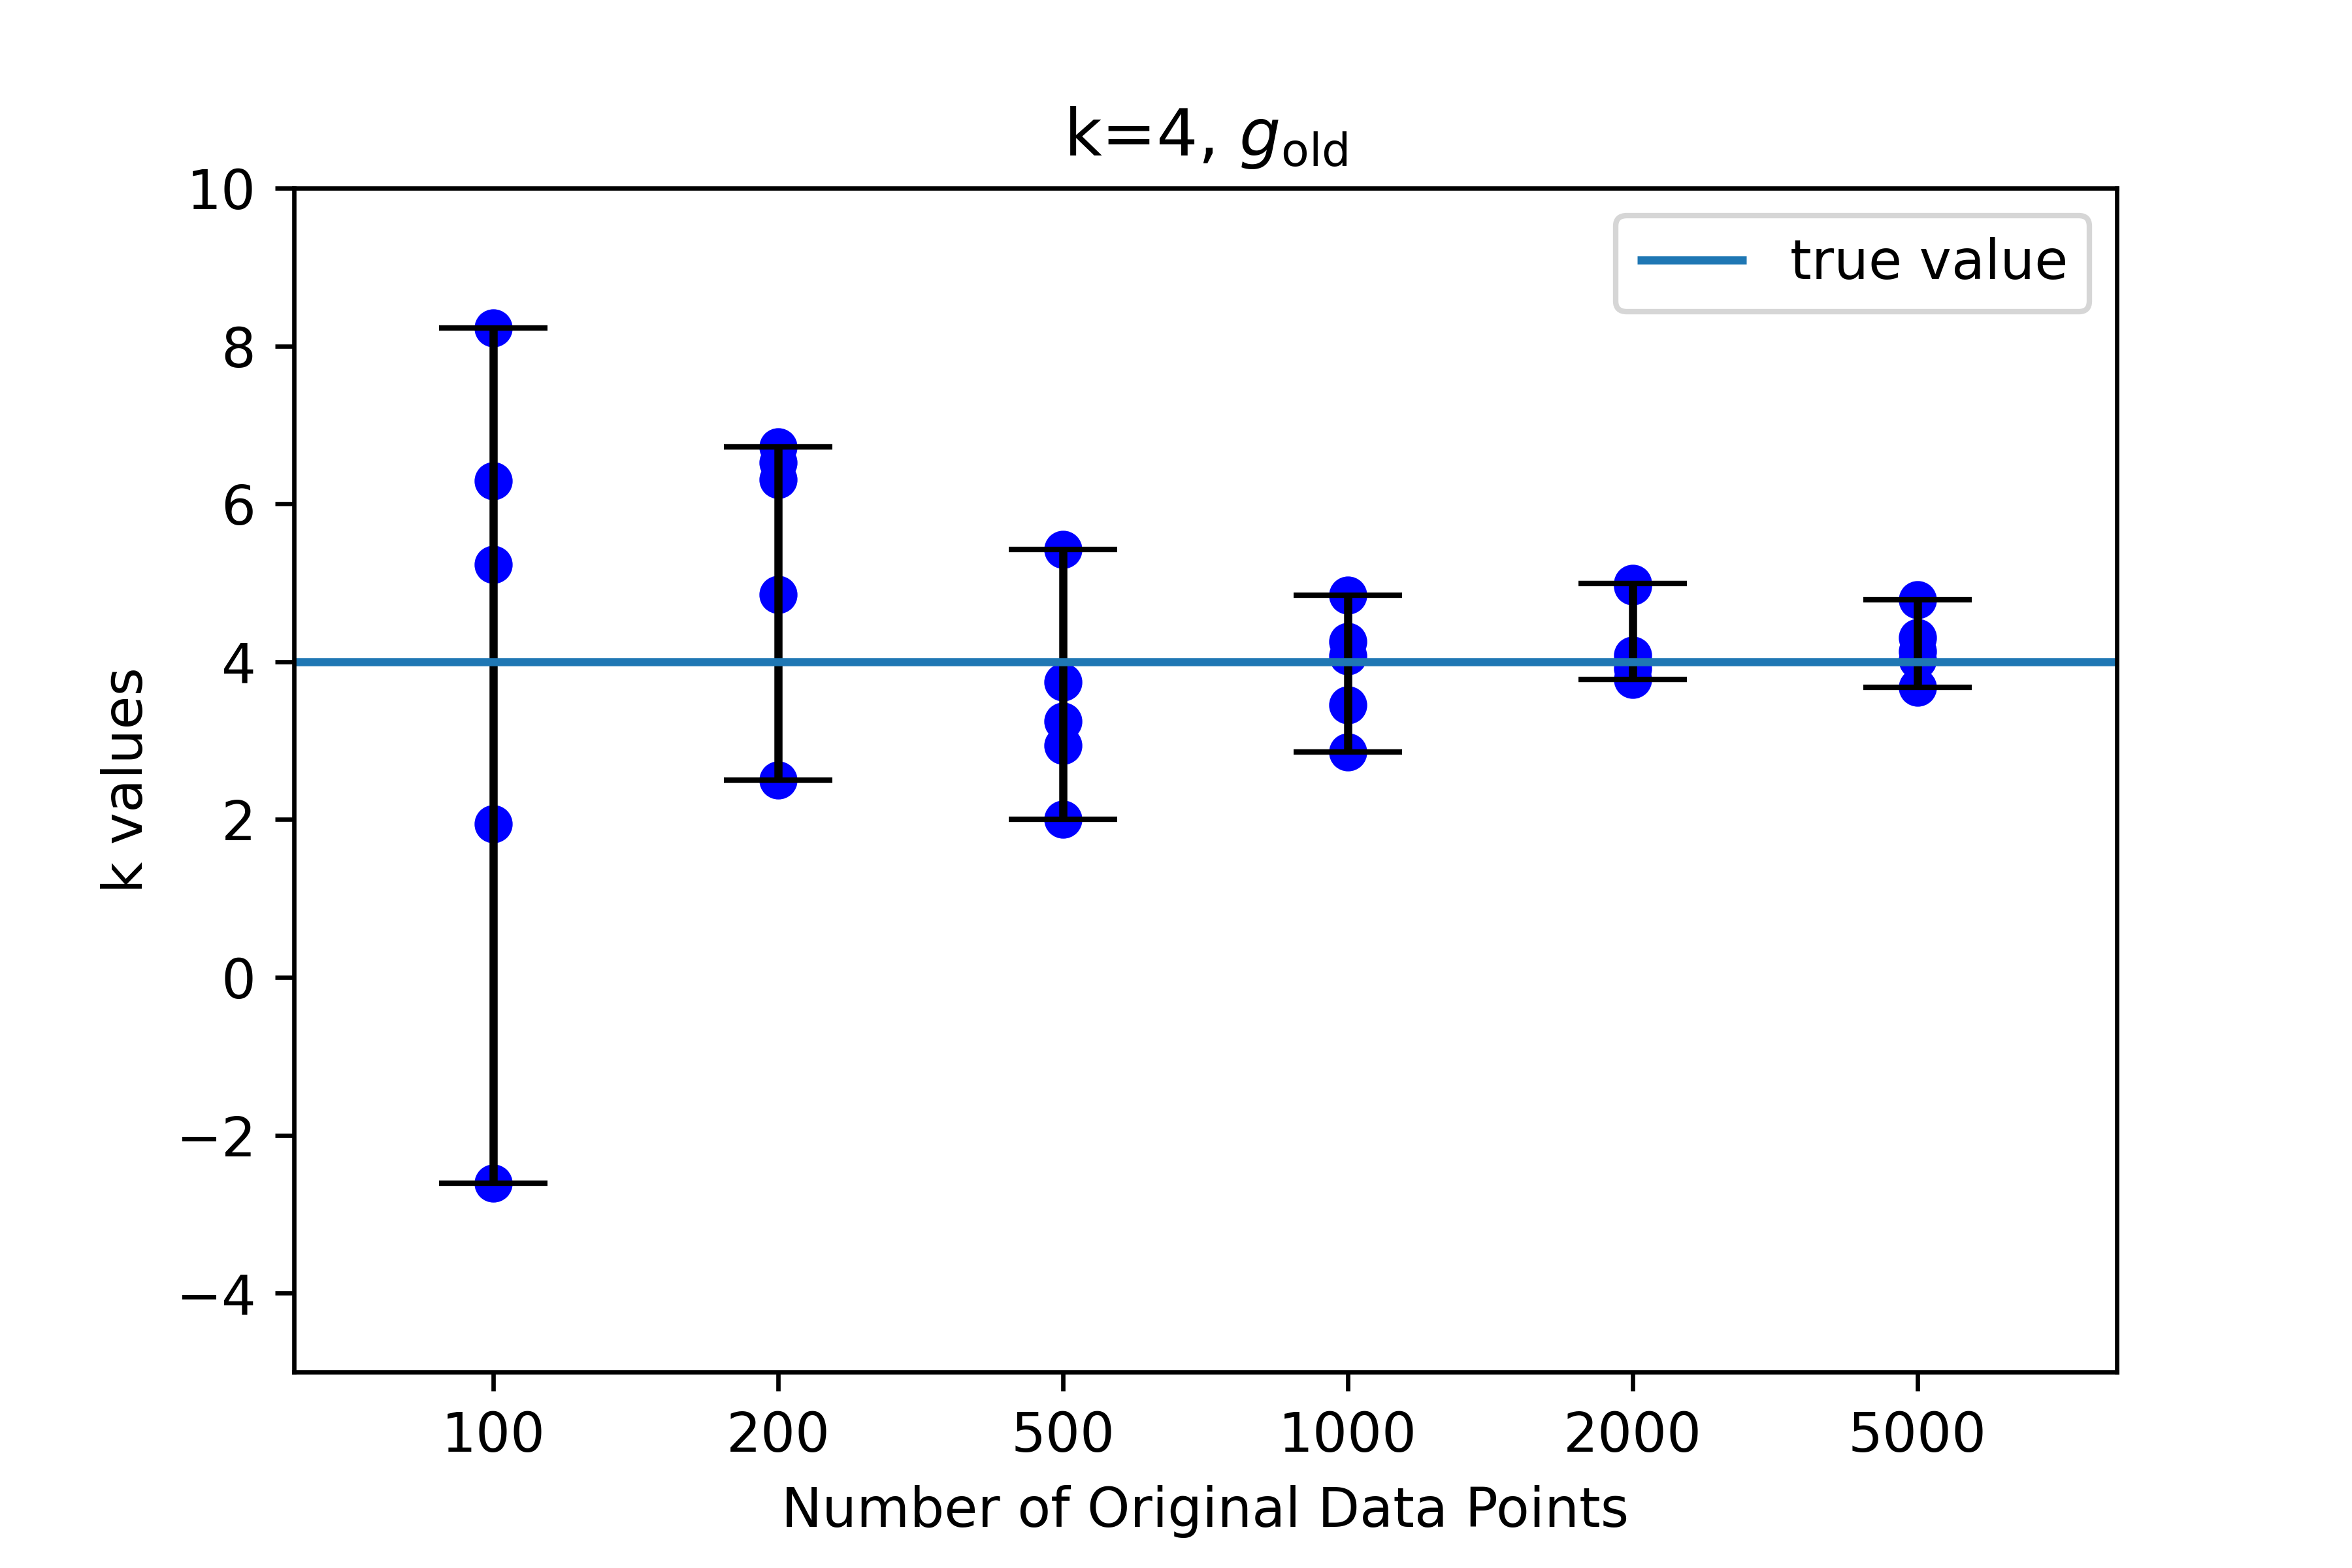 k=4, g_old
10
true value
8
6
4
2
0
−2
−4
k values
100 200 500 1000 2000 5000
Number of Original Data Points